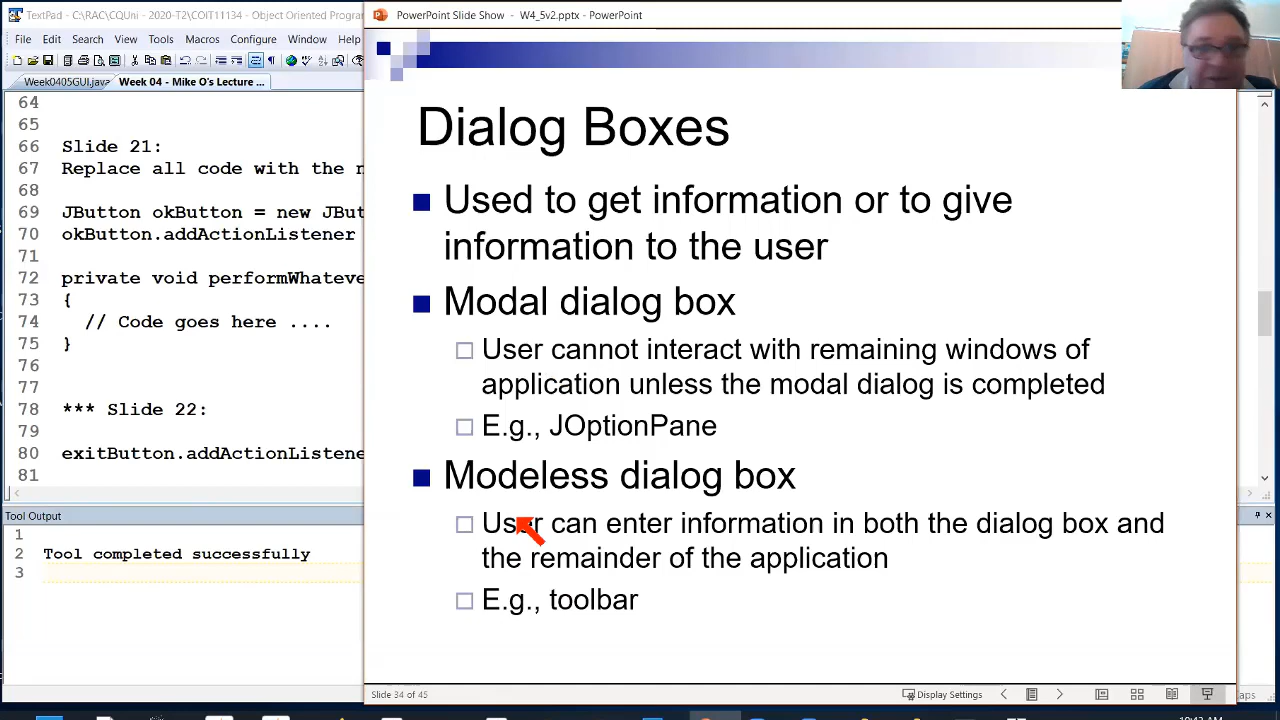 TextPad - C:\RAC\CQUni - 2020-T2\COIT11134 - Object Oriented Progra
File Edit Search View Tools Macros Configure Window Help
Week0405GUI.java Week 04 - Mike O's Lecture ...
64
65
66 Slide 21:
67 Replace all code with the n
68
69 JButton okButton = new JBut
70 okButton.addActionListener
71
72 private void performWhateve
73 {
74 // Code goes here ....
75 }
76
77
78 *** Slide 22:
79
80 exitButton.addActionListene
81
Tool Output
1
2 Tool completed successfully
3
PowerPoint Slide Show - W4_5v2.pptx - PowerPoint
Dialog Boxes
Used to get information or to give
information to the user
Modal dialog box
User cannot interact with remaining windows of
application unless the modal dialog is completed
E.g., JOptionPane
Modeless dialog box
User can enter information in both the dialog box and
the remainder of the application
E.g., toolbar
Slide 34 of 45
Display Settings